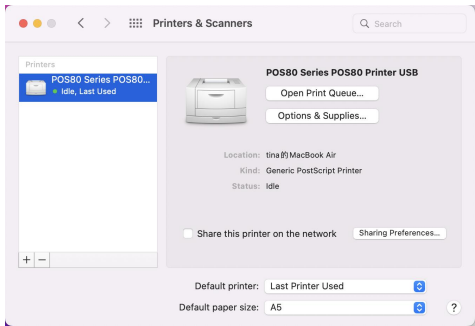 Printers & Scanners
Search
Printers
POS80 Series POS80...
Idle, Last Used
+ −
POS80 Series POS80 Printer USB
Open Print Queue...
Options & Supplies...
Location: tina的MacBook Air
Kind: Generic PostScript Printer
Status: Idle
Share this printer on the network
Sharing Preferences...
Default printer: Last Printer Used
Default paper size: A5
?